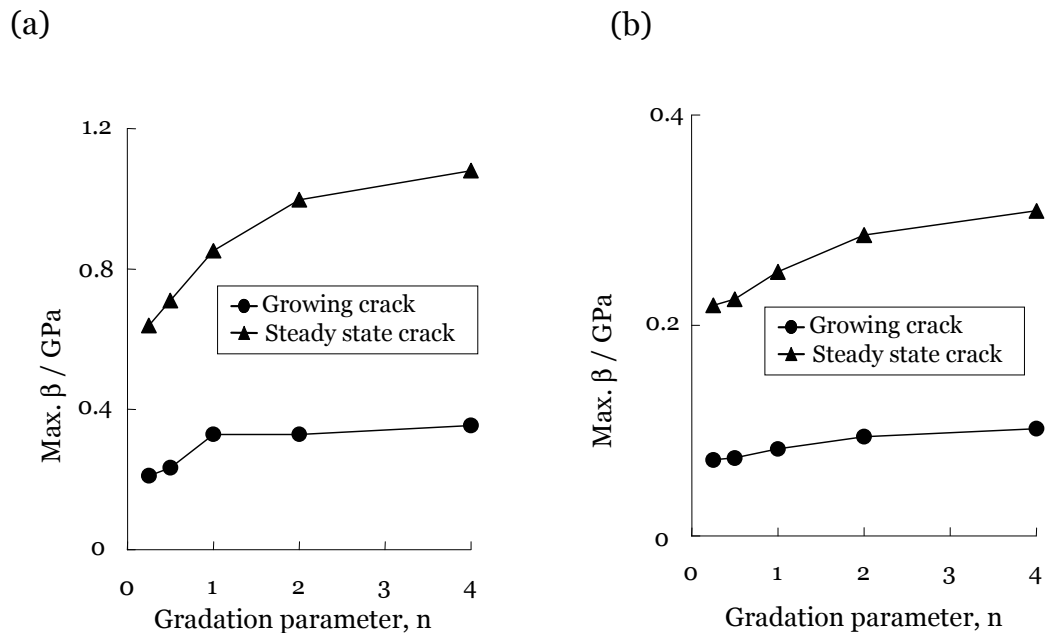 (a)
Max. β / GPa
1.2
0.8
0.4
0
Growing crack
Steady state crack
0 1 2 3 4
Gradation parameter, n
(b)
Max. β / GPa
0.4
0.2
0
Growing crack
Steady state crack
0 1 2 3 4
Gradation parameter, n